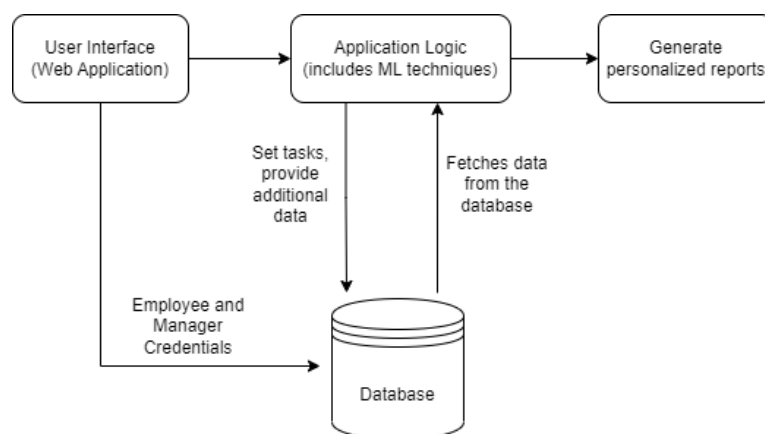 User Interface
(Web Application)
Application Logic
(includes ML techniques)
Generate
personalized reports
Set tasks,
provide
additional
data
Fetches data
from the
database
Employee and
Manager
Credentials
Database